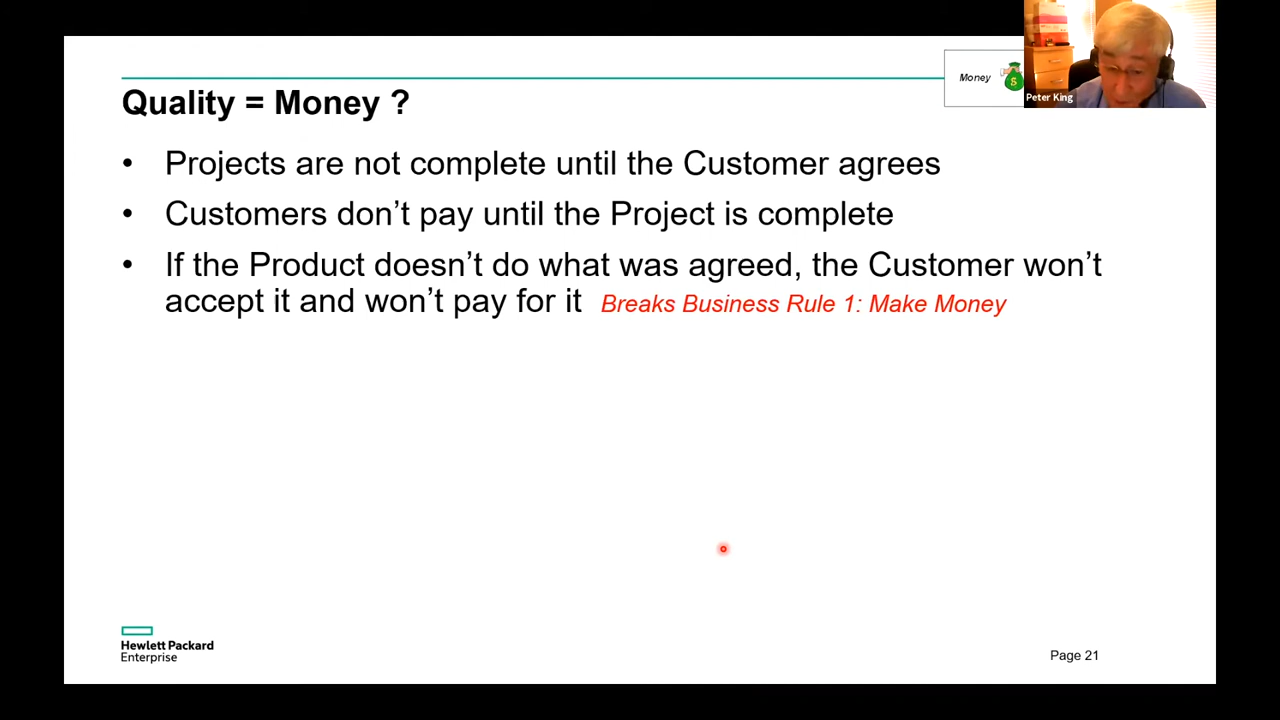 Money
$
Peter King
Quality = Money ?
• Projects are not complete until the Customer agrees
• Customers don’t pay until the Project is complete
• If the Product doesn’t do what was agreed, the Customer won’t
accept it and won’t pay for it Breaks Business Rule 1: Make Money
Hewlett Packard
Enterprise
Page 21